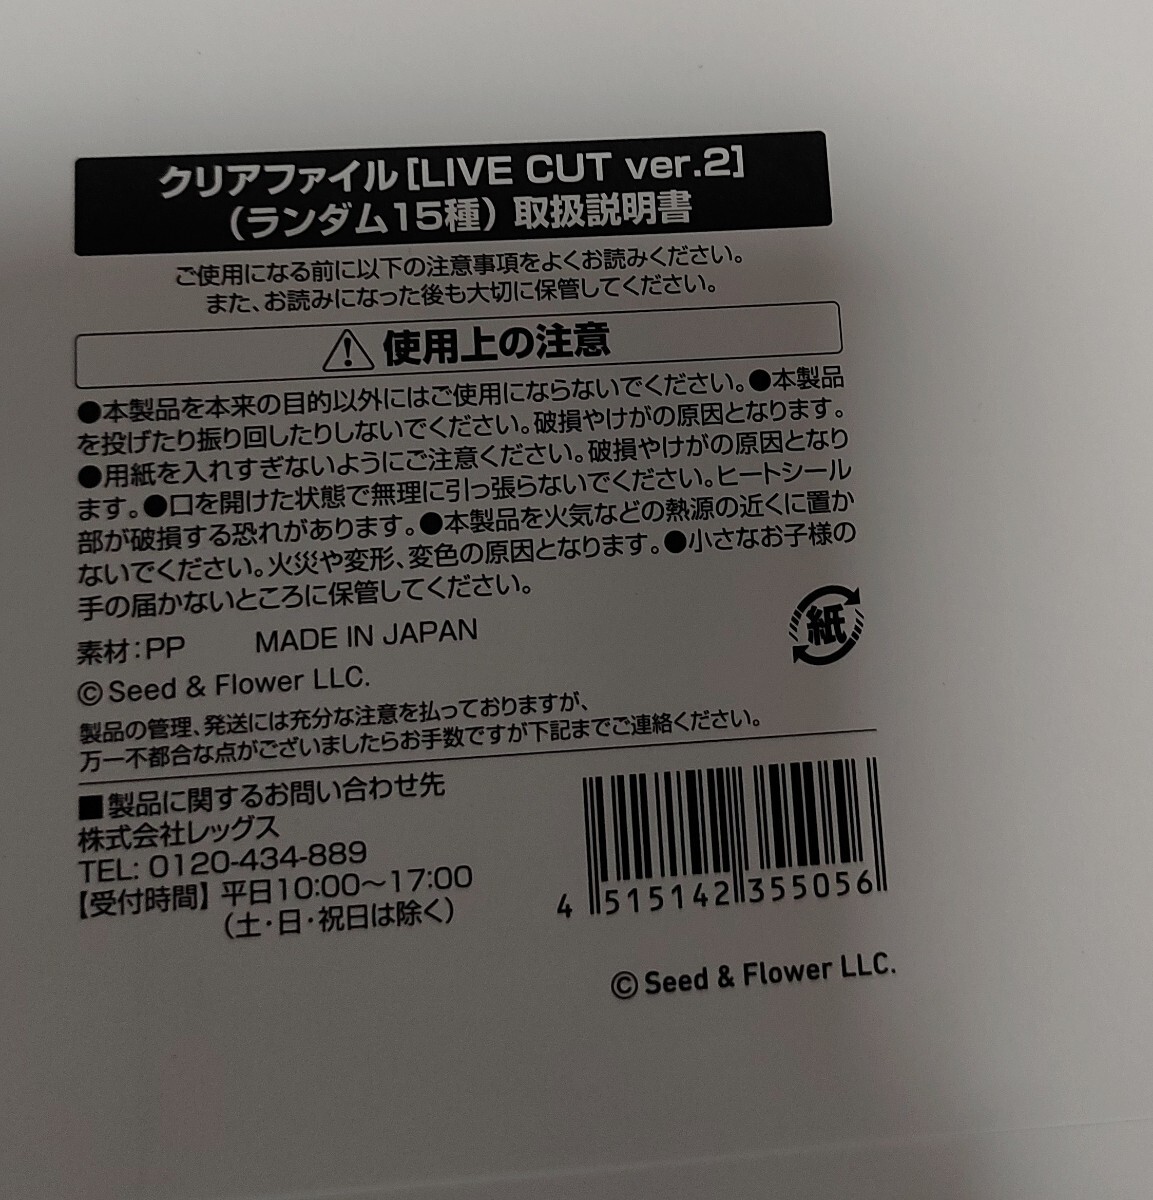 クリアファイル[LIVE CUT ver.2]
(ランダム15種) 取扱説明書
ご使用になる前に以下の注意事項をよくお読みください。
また、お読みになった後も大切に保管してください。
使用上の注意
●本製品を本来の目的以外にはご使用にならないでください。●本製品
を投げたり振り回したりしないでください。破損やけがの原因となります。
●用紙を入れすぎないようにご注意ください。破損やけがの原因となり
ます。●口を開けた状態で無理に引っ張らないでください。ヒートシール
部が破損する恐れがあります。●本製品を火気などの熱源の近くに置か
ないでください。火災や変形、変色の原因となります。●小さなお子様の
手の届かないところに保管してください。
紙
素材:PP MADE IN JAPAN
©Seed & Flower LLC.
製品の管理、発送には充分な注意を払っておりますが、
万一不都合な点がございましたらお手数ですが下記までご連絡ください。
■製品に関するお問い合わせ先
株式会社レッグス
TEL: 0120-434-889
【受付時間】平日10:00〜17:00
(土・日・祝日は除く)
4 515142 355056
© Seed & Flower LLC.